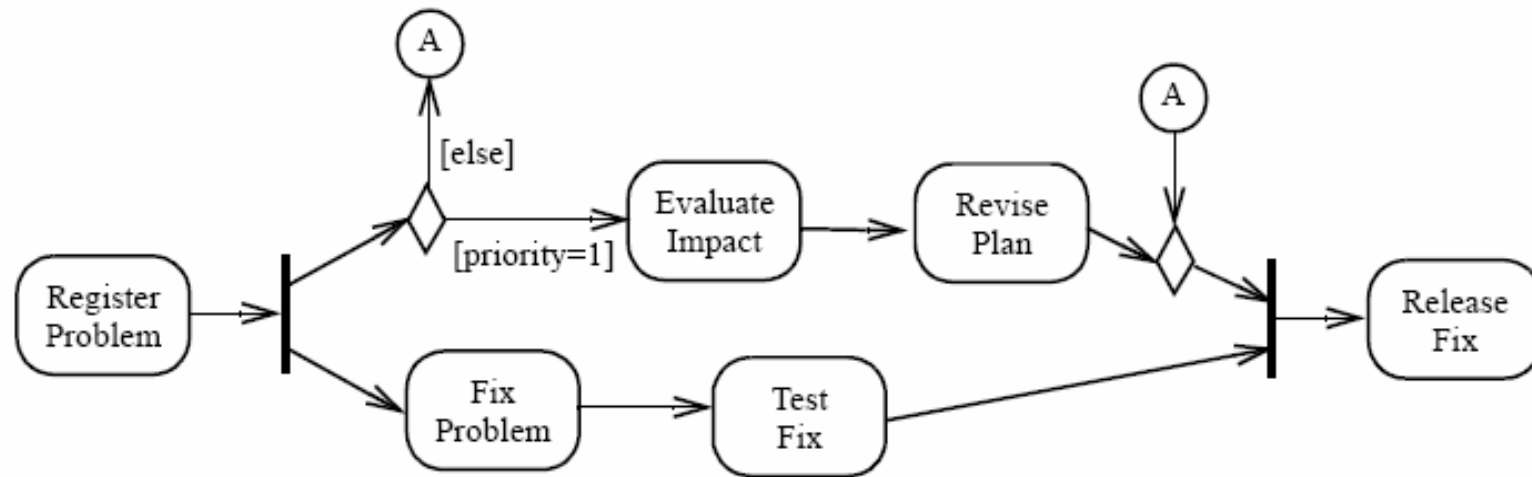 A
A
[else]
Evaluate
Impact
Revise
Plan
[priority=1]
Register
Problem
Release
Fix
Fix
Problem
Test
Fix